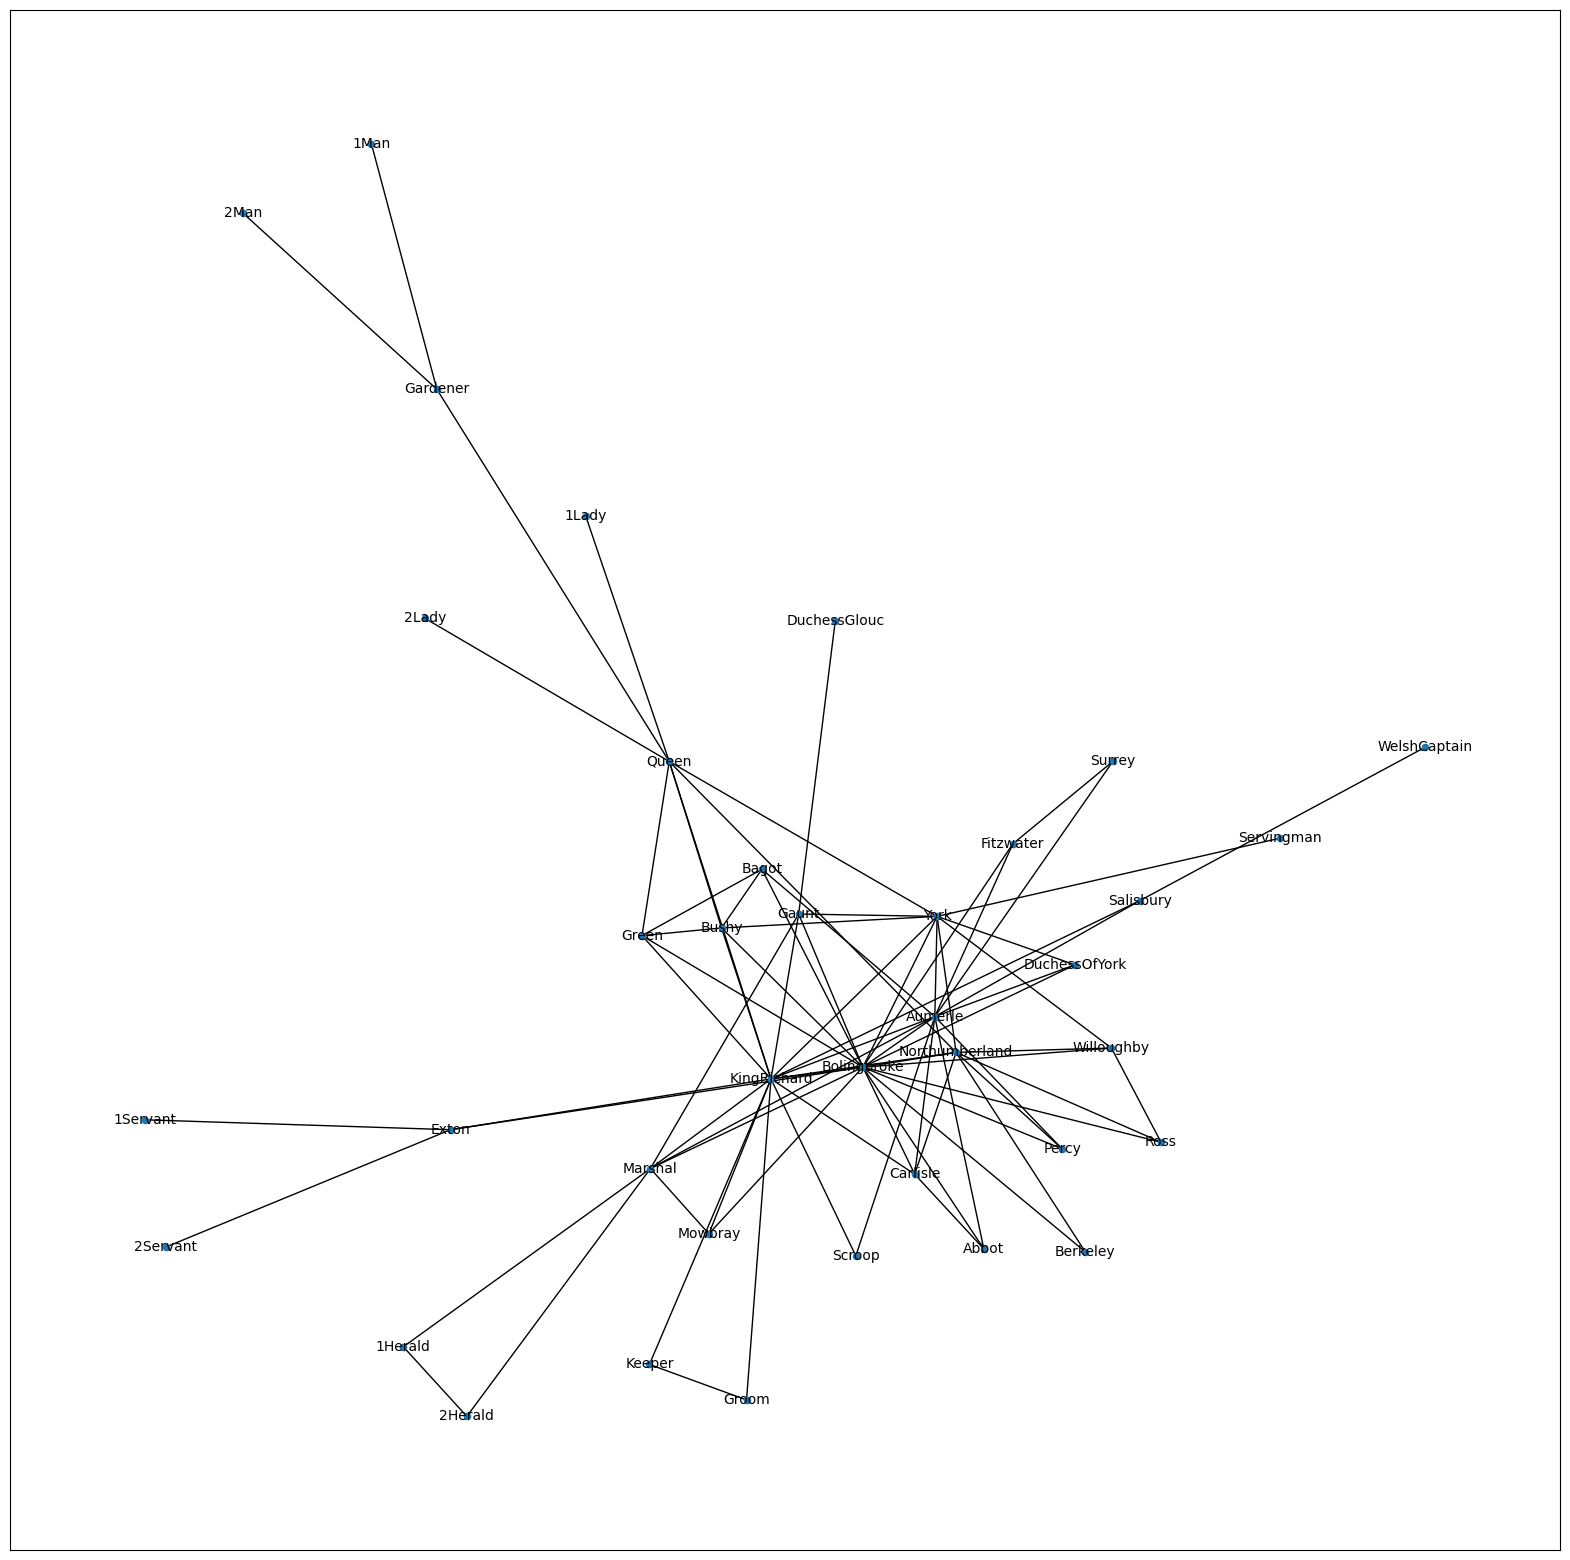 1Man
2Man
Gardener
1Lady
2Lady
DuchessGlouc
Queen
WelshCaptain
Surrey
Servingman
Fitzwater
Bagot
Salisbury
Gaunt
York
Bushy
Green
DuchessOfYork
Aumerle
Northumberland
Willoughby
Bolingbroke
KingRichard
1Servant
Exton
Ross
Percy
Marshal
Carlisle
Mowbray
2Servant
Abbot
Berkeley
Scroop
1Herald
Keeper
Groom
2Herald